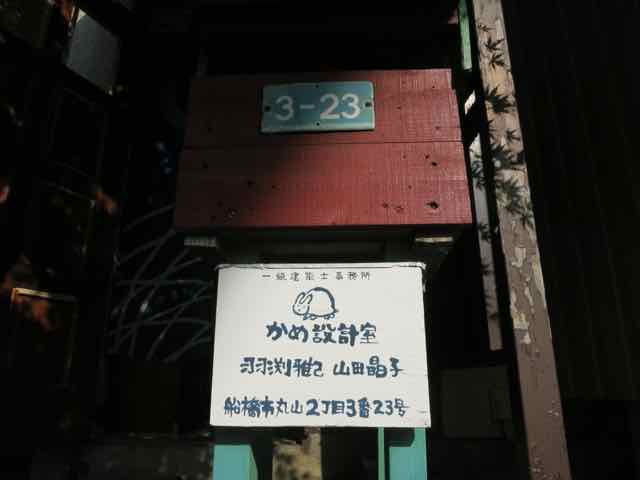 3-23
一級建築士事務所
かめ設計室
羽渕雅己 山田晶子
船橋市丸山2丁目3番23号